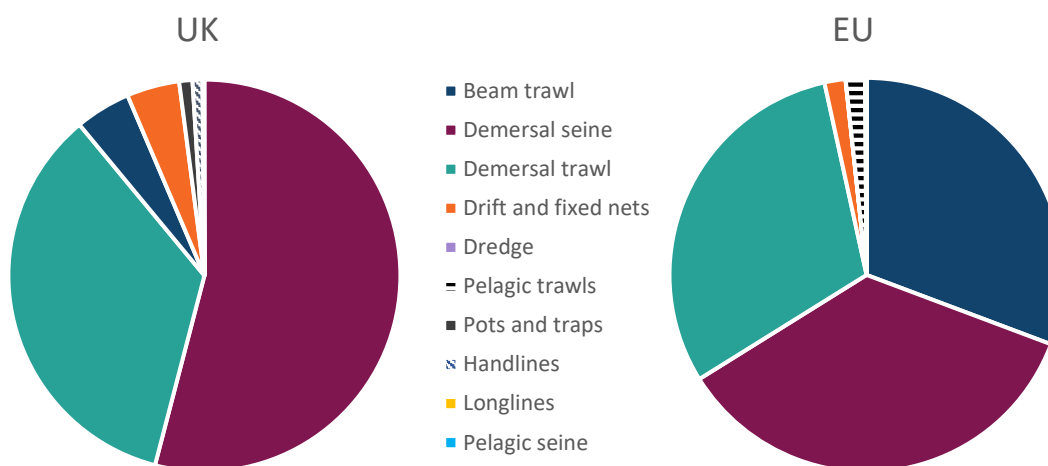 UK
EU
Beam trawl
Demersal seine
Demersal trawl
Drift and fixed nets
Dredge
Pelagic trawls
Pots and traps
Handlines
Longlines
Pelagic seine